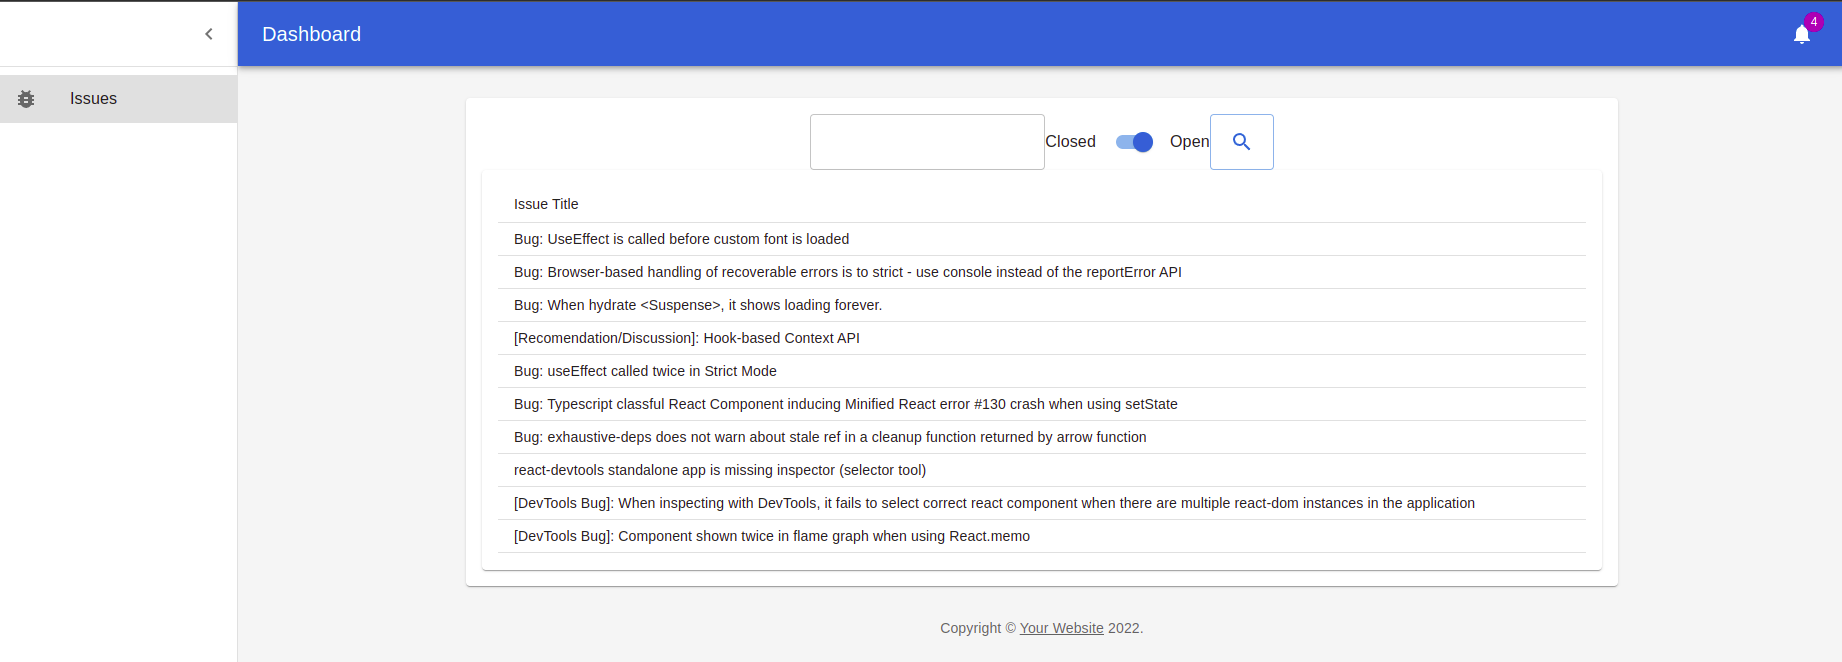 Dashboard
4
Issues
Closed Open
Issue Title
Bug: UseEffect is called before custom font is loaded
Bug: Browser-based handling of recoverable errors is to strict - use console instead of the reportError API
Bug: When hydrate <Suspense>, it shows loading forever.
[Recomendation/Discussion]: Hook-based Context API
Bug: useEffect called twice in Strict Mode
Bug: Typescript classful React Component inducing Minified React error #130 crash when using setState
Bug: exhaustive-deps does not warn about stale ref in a cleanup function returned by arrow function
react-devtools standalone app is missing inspector (selector tool)
[DevTools Bug]: When inspecting with DevTools, it fails to select correct react component when there are multiple react-dom instances in the application
[DevTools Bug]: Component shown twice in flame graph when using React.memo
Copyright © Your Website 2022.